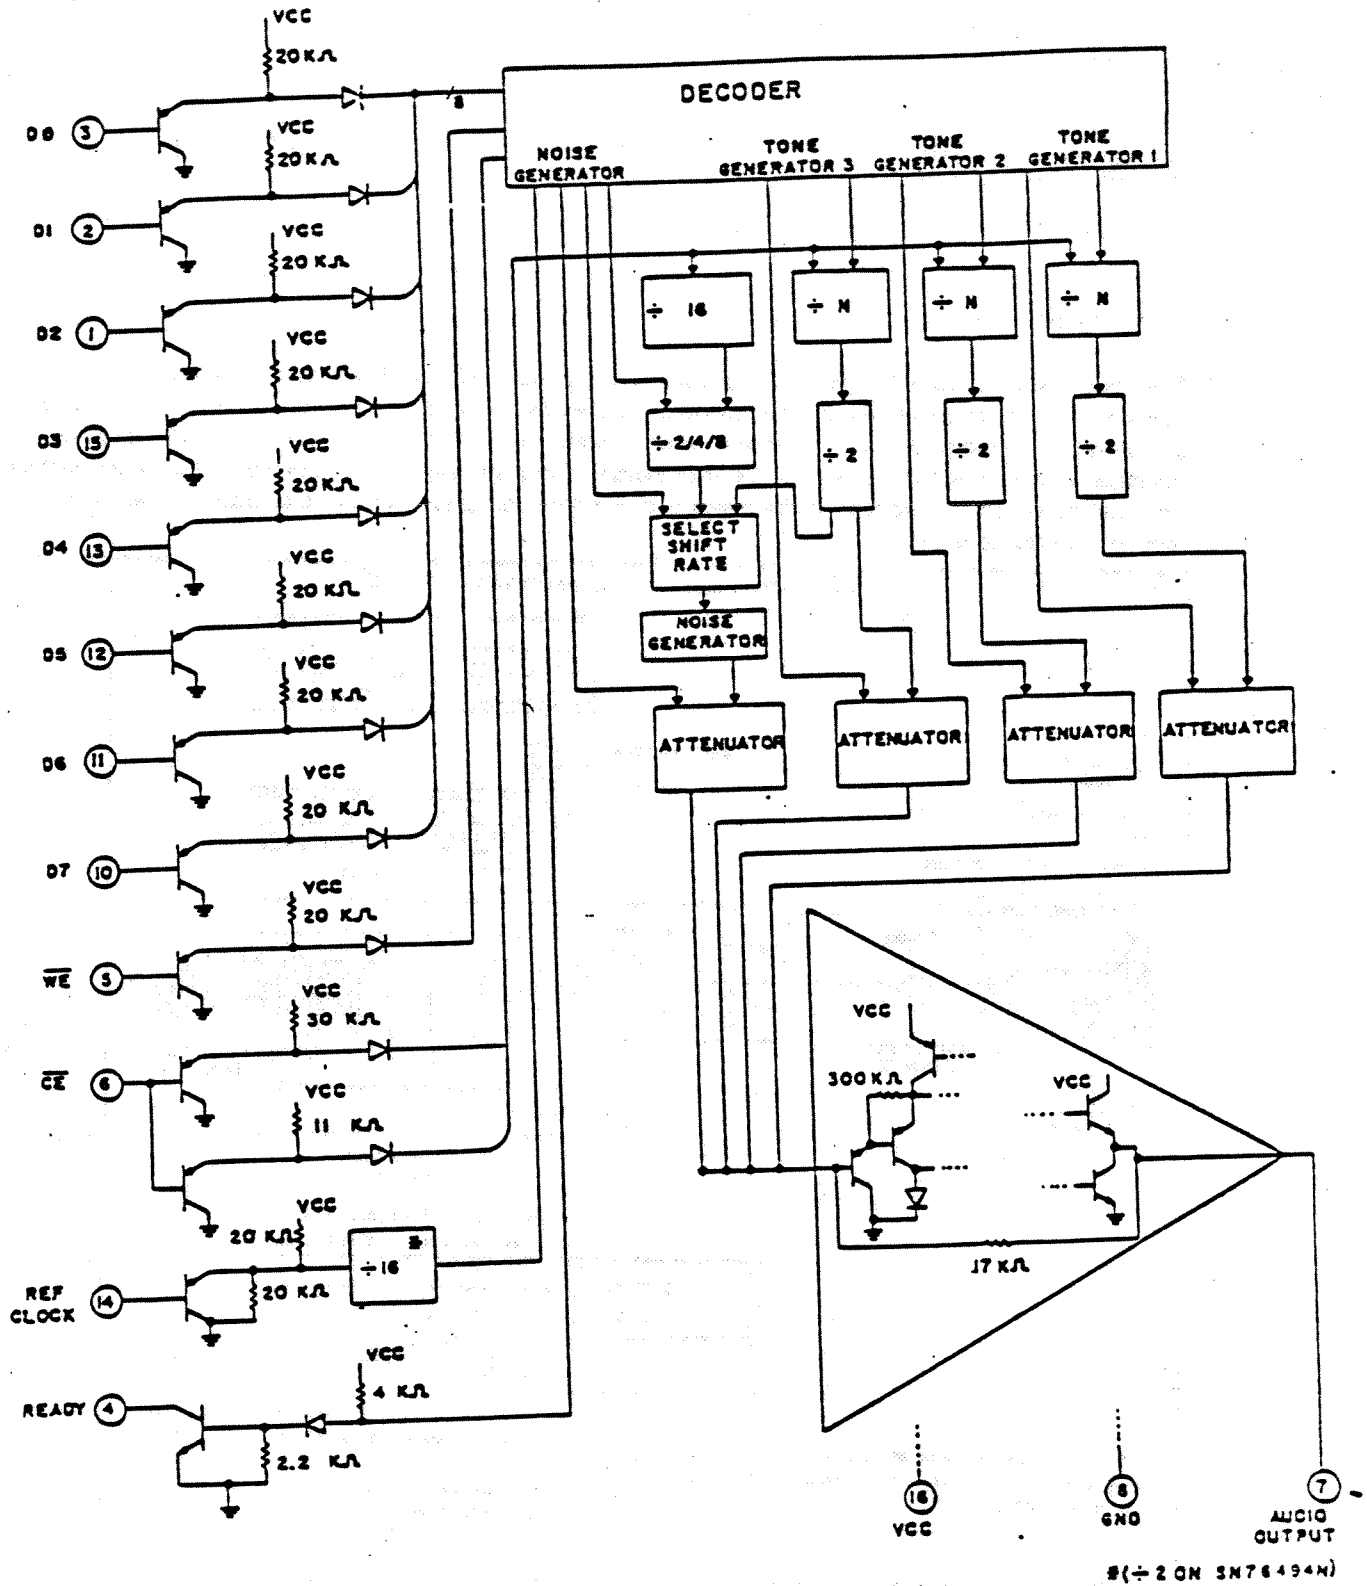 VCC
20 KΩ
D0 3
8
DECODER
NOISE GENERATOR
TONE GENERATOR 3
TONE GENERATOR 2
TONE GENERATOR 1
VCC
20 KΩ
D1 2
VCC
20 KΩ
D2 1
VCC
20 KΩ
D3 15
VCC
20 KΩ
D4 13
VCC
20 KΩ
D5 12
VCC
20 KΩ
D6 11
VCC
20 KΩ
D7 10
VCC
20 KΩ
WE 5
VCC
30 KΩ
CE 6
VCC
11 KΩ
VCC
20 KΩ
#
÷16
20 KΩ
REF
CLOCK 14
VCC
4 KΩ
READY 4
2.2 KΩ
÷ 16
÷ N
÷ N
÷ N
÷ 2/4/8
÷ 2
÷ 2
÷ 2
SELECT
SHIFT
RATE
NOISE
GENERATOR
ATTENUATOR
ATTENUATOR
ATTENUATOR
ATTENUATOR
VCC
300 KΩ
VCC
17 KΩ
16
VCC
8
GND
7
AUDIO
OUTPUT
#(÷ 2 ON SN76494N)